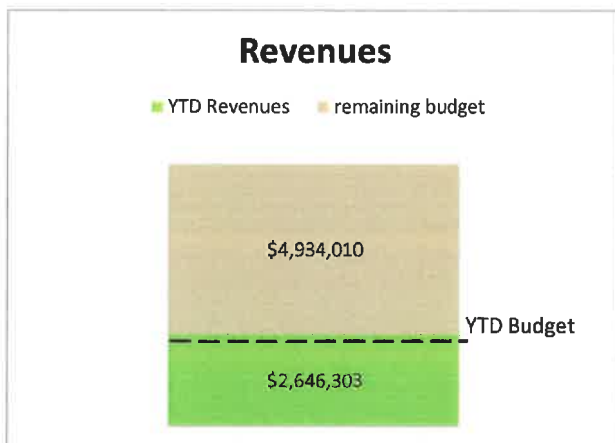 Revenues
YTD Revenues remaining budget
$4,934,010
YTD Budget
$2,646,303